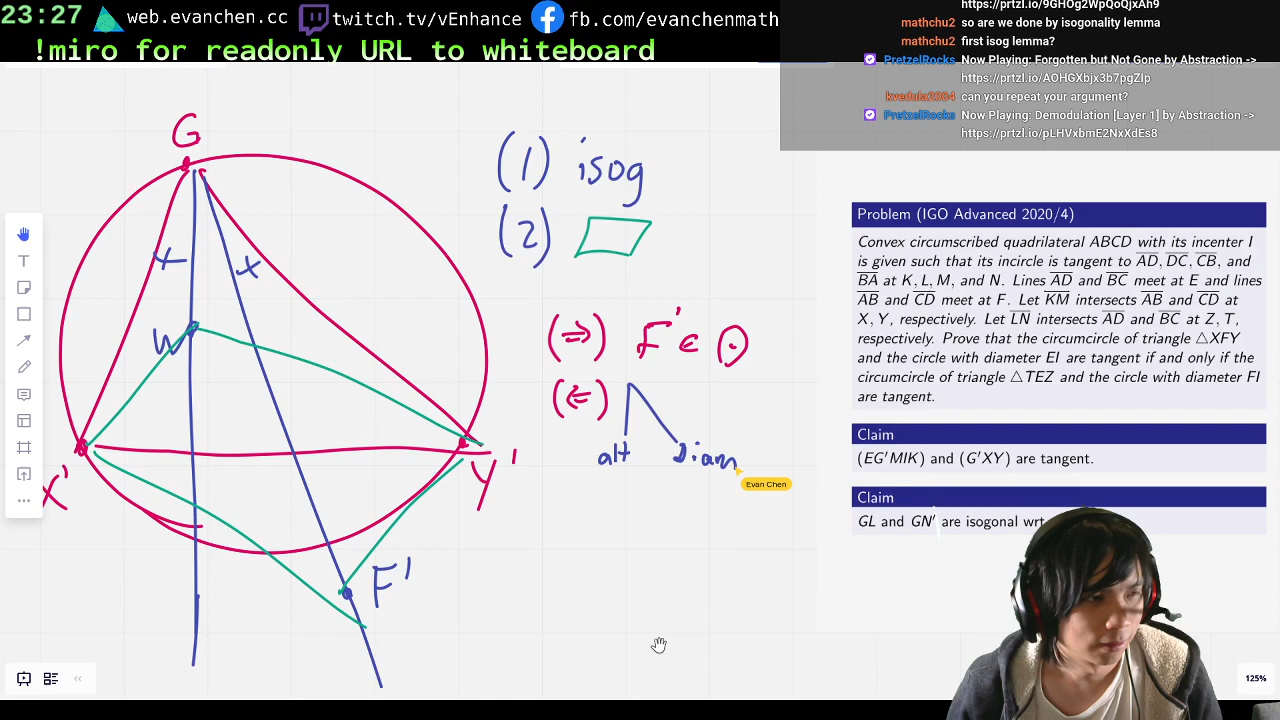 23:27 web.evanchen.cc twitch.tv/vEnhance fb.com/evanchenmath
!miro for readonly URL to whiteboard
https://prtzl.io/9GHOg2WpQoQjxAh9
mathchu2 so are we done by isogonality lemma
mathchu2 first isog lemma?
PretzelRocks Now Playing: Forgotten but Not Gone by Abstraction ->
https://prtzl.io/AOHGXbjx3b7pgZlp
kvedula2004 can you repeat your argument?
PretzelRocks Now Playing: Demodulation [Layer 1] by Abstraction ->
https://prtzl.io/pLHVxbmE2NxXdEs8
G
x x
W
X'
Y'
F'
(1) isog
(2)
(⇒) F' ∈ ⊙
(⇐)
alt Diam
Evan Chen
Problem (IGO Advanced 2020/4)
Convex circumscribed quadrilateral ABCD with its incenter I
is given such that its incircle is tangent to AD, DC, CB, and
BA at K, L, M, and N. Lines AD and BC meet at E and lines
AB and CD meet at F. Let KM intersects AB and CD at
X, Y, respectively. Let LN intersects AD and BC at Z, T,
respectively. Prove that the circumcircle of triangle △XFY
and the circle with diameter EI are tangent if and only if the
circumcircle of triangle △TEZ and the circle with diameter FI
are tangent.
Claim
(EG'MIK) and (G'XY) are tangent.
Claim
GL and GN' are isogonal wrt
125%